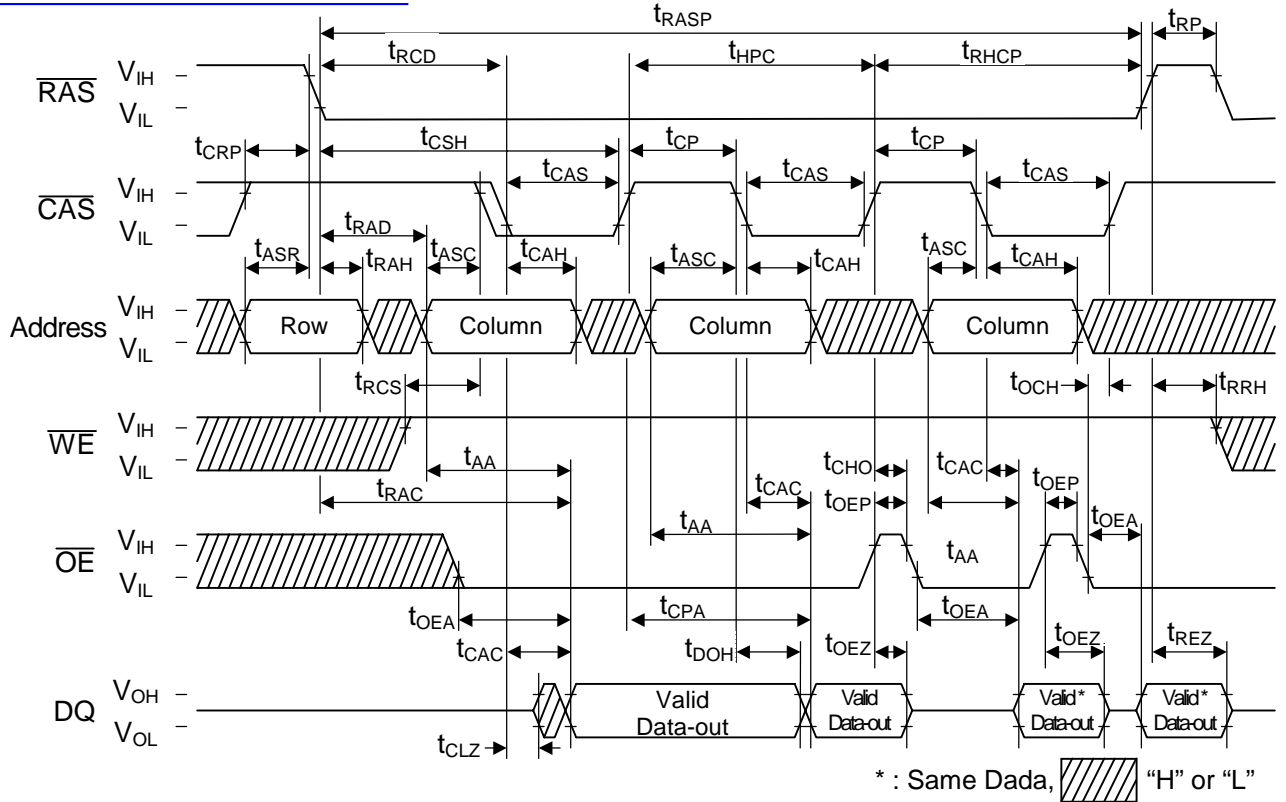 tRASP
tRP
tRCD
tHPC
tRHCP
RAS
VIH
VIL
tCRP
tCSH
tCP
tCP
CAS
VIH
VIL
tCAS
tCAS
tCAS
tRAD
tASR
tRAH
tASC
tCAH
tASC
tCAH
tASC
tCAH
Address
VIH
VIL
Row
Column
Column
Column
tRCS
tOCH
tRRH
WE
VIH
VIL
tAA
tRAC
tCAC
tCHO
tOEP
tCAC
tOEP
tOEA
tAA
tAA
OE
VIH
VIL
tOEA
tCPA
tOEA
tCAC
tDOH
tOEZ
tOEZ
tREZ
DQ
VOH
VOL
Valid
Data-out
Valid
Data-out
Valid*
Data-out
Valid*
Data-out
tCLZ
* : Same Dada, “H” or “L”